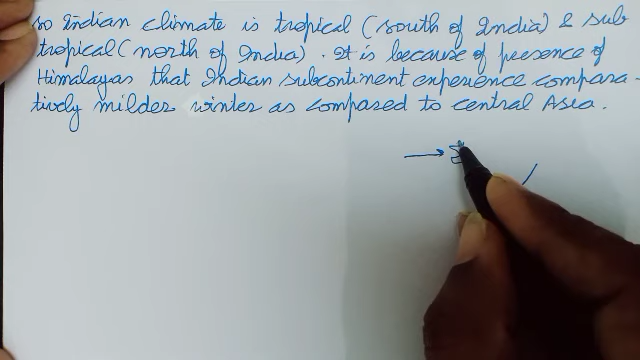 so Indian climate is tropical (south of India) & sub
tropical (north of India). It is because of presence of
Himalayas that Indian subcontiment experience compara-
tively milder winter as compared to central Asia.